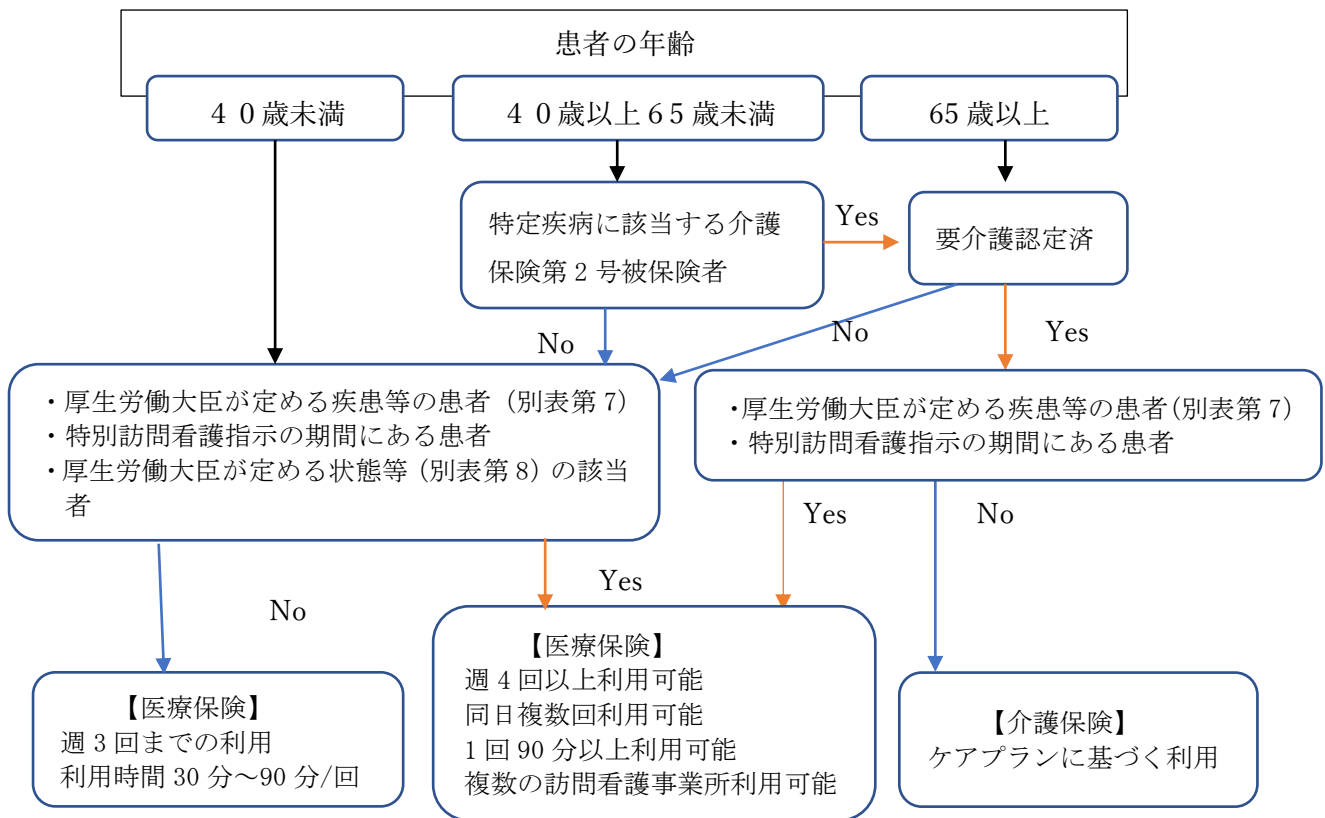 患者の年齢
４０歳未満
４０歳以上６５歳未満
65歳以上
特定疾病に該当する介護
保険第２号被保険者
Yes
要介護認定済
No
No
Yes
・厚生労働大臣が定める疾患等の患者（別表第7）
・特別訪問看護指示の期間にある患者
・厚生労働大臣が定める状態等（別表第8）の該当
者
・厚生労働大臣が定める疾患等の患者（別表第7）
・特別訪問看護指示の期間にある患者
No
Yes
Yes
No
【医療保険】
週3回までの利用
利用時間30分～90分/回
【医療保険】
週4回以上利用可能
同日複数回利用可能
1回90分以上利用可能
複数の訪問看護事業所利用可能
【介護保険】
ケアプランに基づく利用